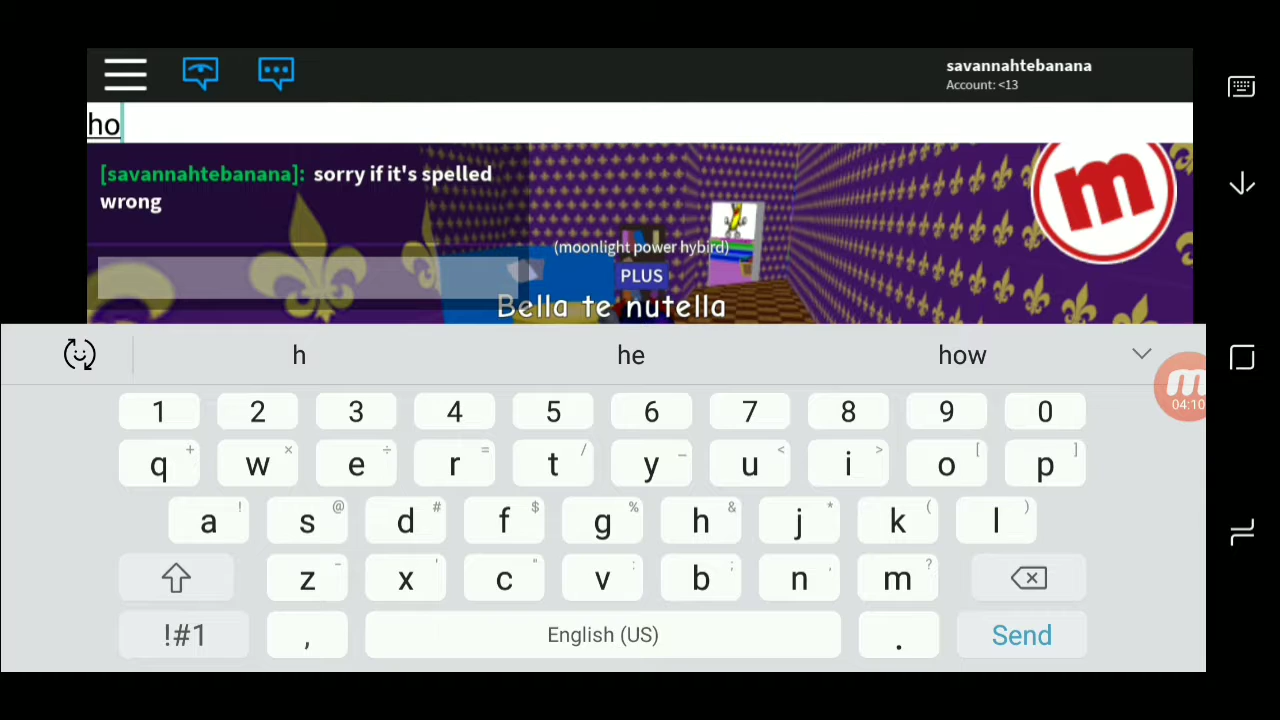 savannahtebanana
Account: <13
ho
[savannahtebanana]: sorry if it's spelled
wrong
m
(moonlight power hybird)
PLUS
Bella te nutella
h he how
m
04:10
1 2 3 4 5 6 7 8 9 0
q + w × e ÷ r = t / y _ u < i > o [ p ]
a ! s @ d # f $ g % h & j * k ( l )
z - x ' c " v : b ; n , m ?
!#1 , English (US) . Send